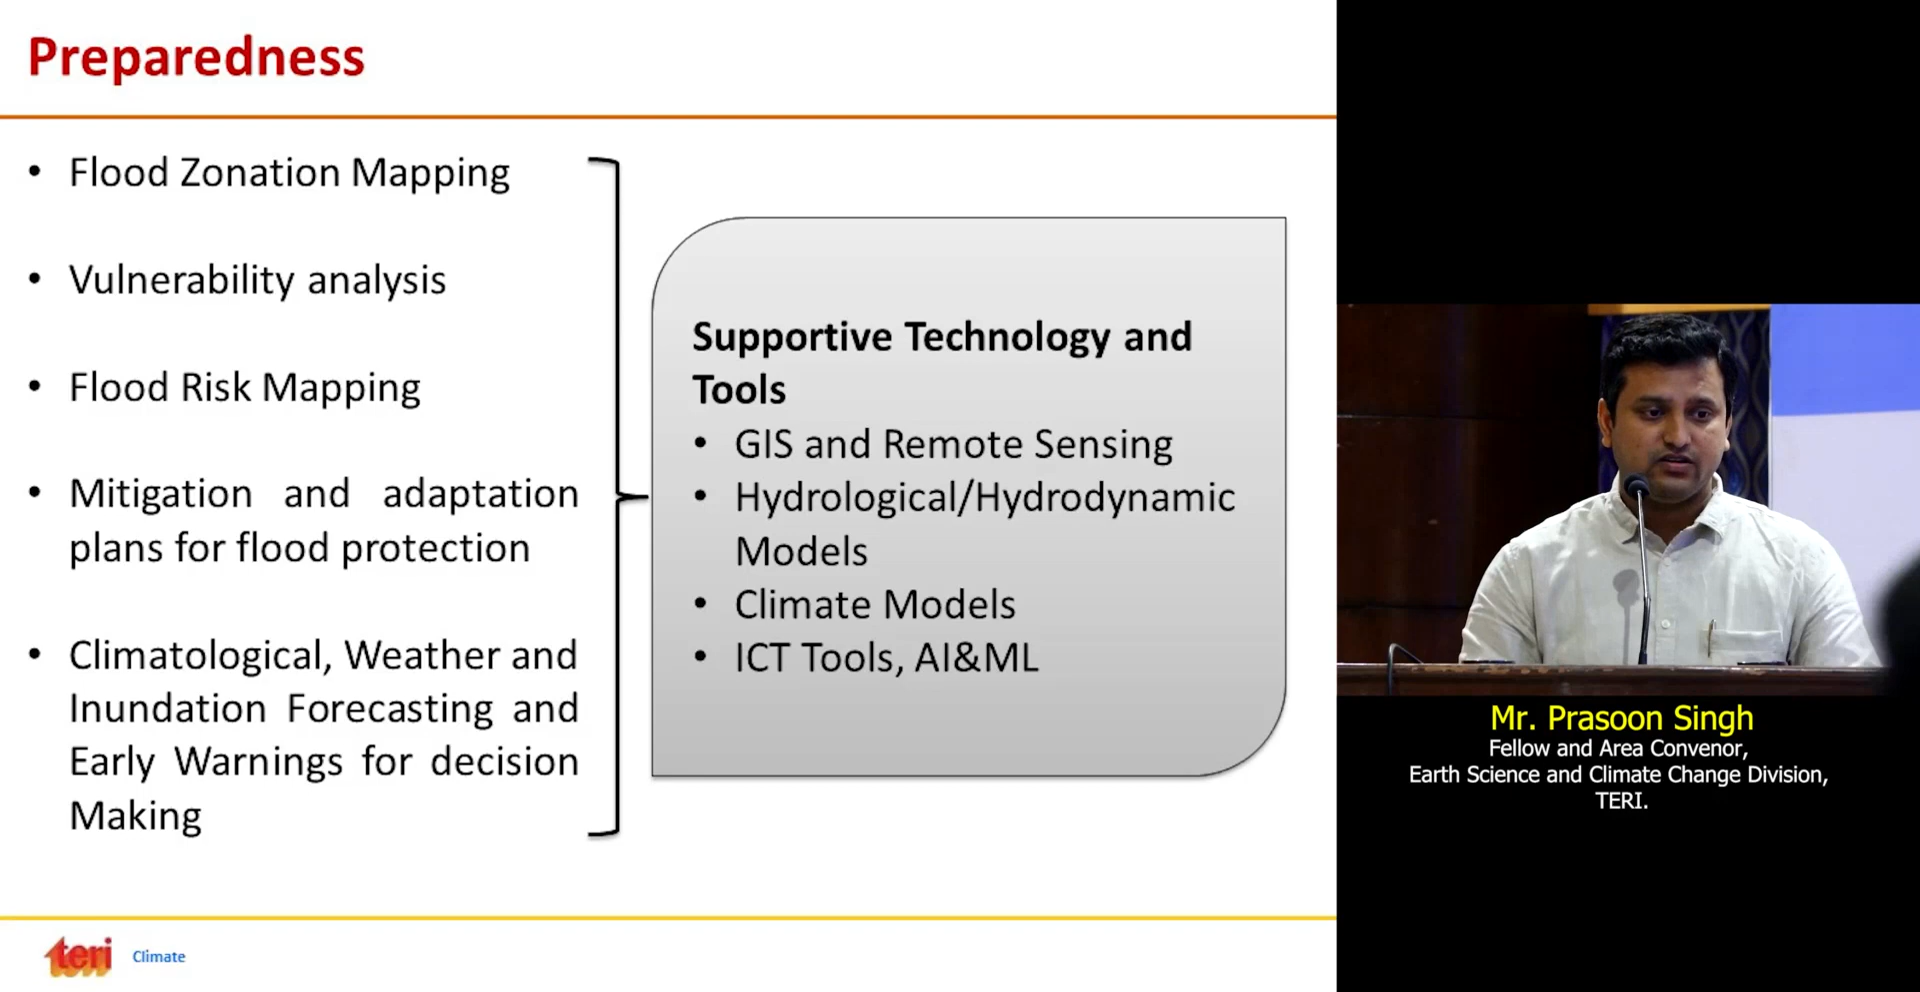 Preparedness
• Flood Zonation Mapping
• Vulnerability analysis
• Flood Risk Mapping
• Mitigation and adaptation
plans for flood protection
• Climatological, Weather and
Inundation Forecasting and
Early Warnings for decision
Making
Supportive Technology and
Tools
• GIS and Remote Sensing
• Hydrological/Hydrodynamic
Models
• Climate Models
• ICT Tools, AI&ML
teri Climate
Mr. Prasoon Singh
Fellow and Area Convenor,
Earth Science and Climate Change Division,
TERI.